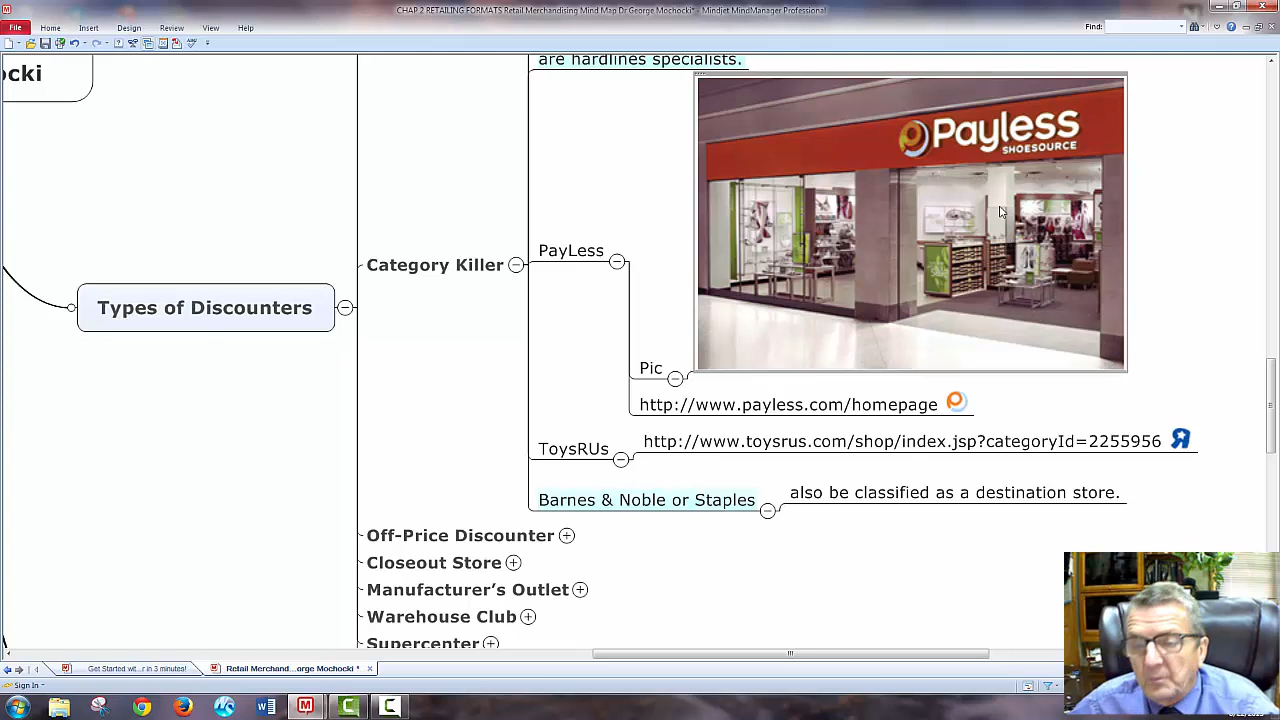 CHAP 2 RETAILING FORMATS Retail Merchandising Mind Map Dr George Mochocki* - Mindjet MindManager Professional
File Home Insert Design Review View Help Find:
ocki
are hardlines specialists.
Payless
SHOESOURCE
PayLess
Category Killer
Types of Discounters
Pic
http://www.payless.com/homepage
ToysRUs
http://www.toysrus.com/shop/index.jsp?categoryId=2255956
Barnes & Noble or Staples
also be classified as a destination store.
Off-Price Discounter
Closeout Store
Manufacturer’s Outlet
Warehouse Club
Supercenter
Get Started wit...r in 3 minutes!
Retail Merchand...orge Mochocki *
Sign In